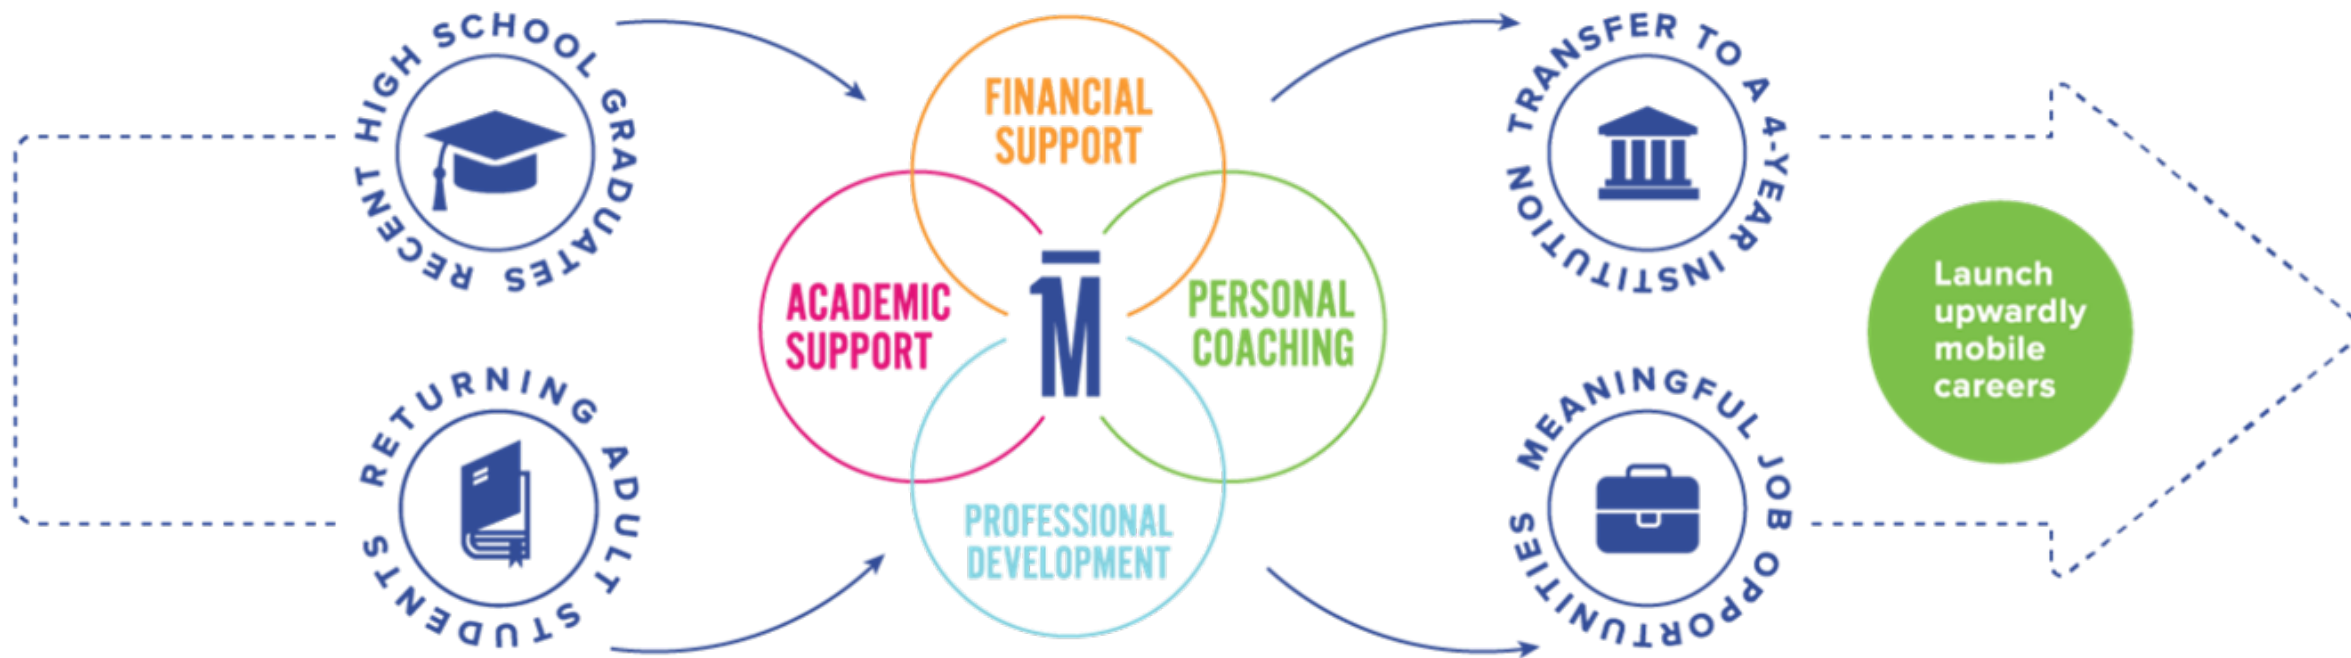 RECENT HIGH SCHOOL GRADUATES
RETURNING ADULT STUDENTS
FINANCIAL
SUPPORT
ACADEMIC
SUPPORT
1M
PERSONAL
COACHING
PROFESSIONAL
DEVELOPMENT
TRANSFER TO A 4-YEAR INSTITUTION
MEANINGFUL JOB OPPORTUNITIES
Launch
upwardly
mobile
careers